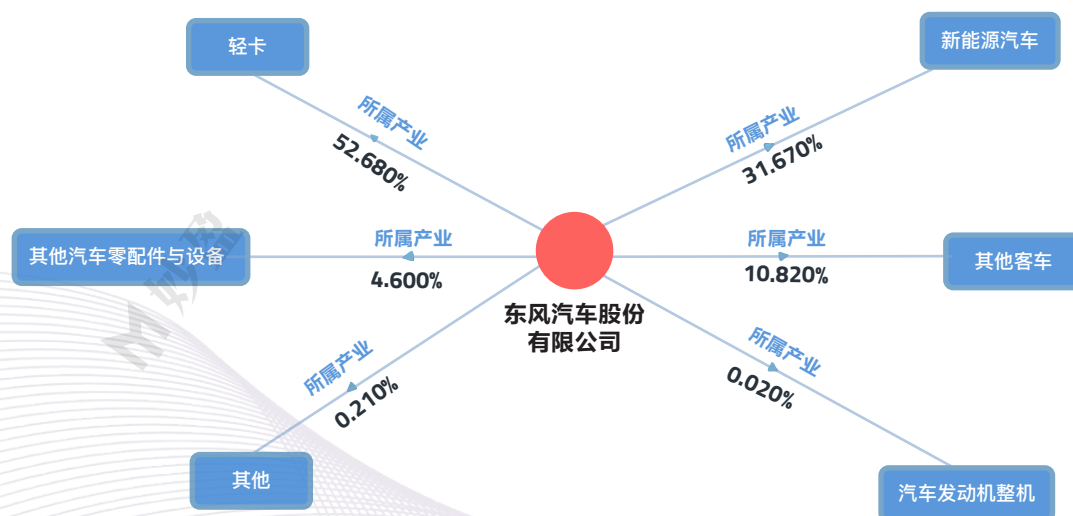 轻卡
新能源汽车
所属产业
52.680%
所属产业
31.670%
其他汽车零配件与设备
所属产业
4.600%
所属产业
10.820%
其他客车
东风汽车股份
有限公司
所属产业
0.210%
所属产业
0.020%
其他
汽车发动机整机
妙盈